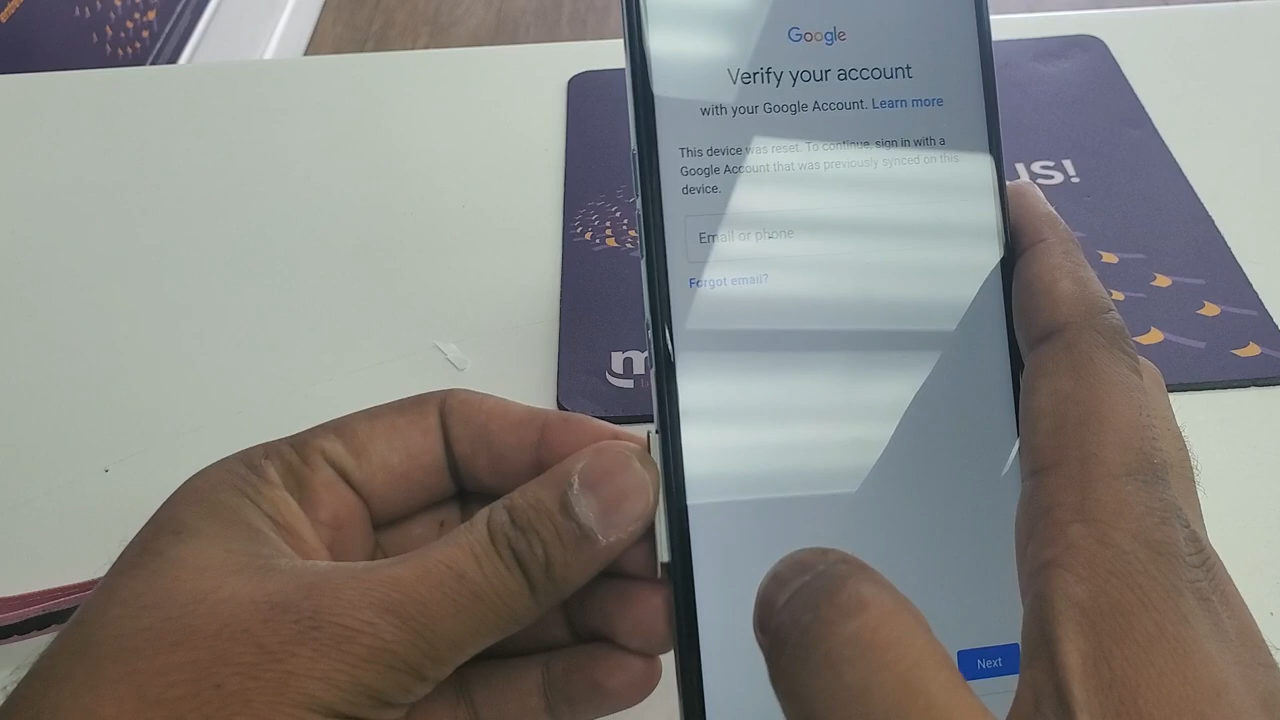 Google
Verify your account
with your Google Account. Learn more
This device was reset. To continue, sign in with a
Google Account that was previously synced on this
device.
Email or phone
Forgot email?
Next
US!
m